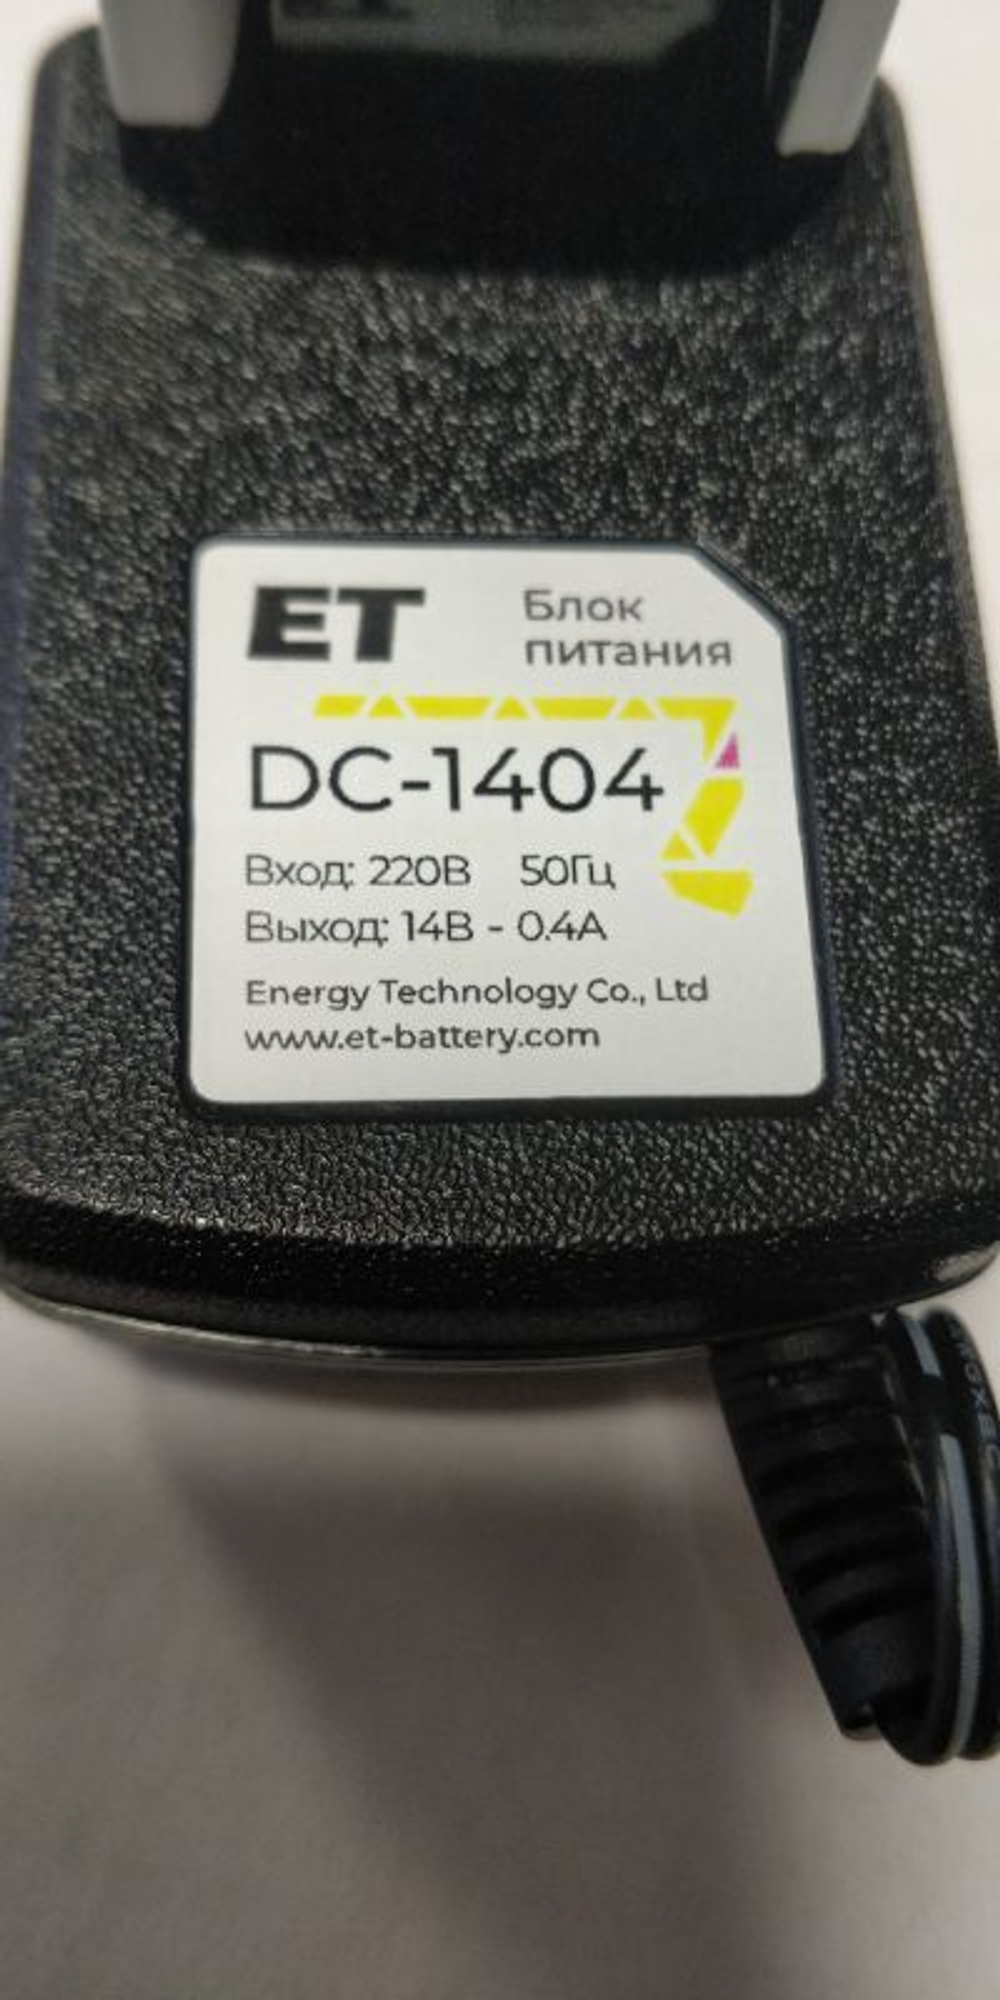 ET
Блок
питания
DC-1404
Вход: 220В 50Гц
Выход: 14В - 0.4А
Energy Technology Co., Ltd
www.et-battery.com